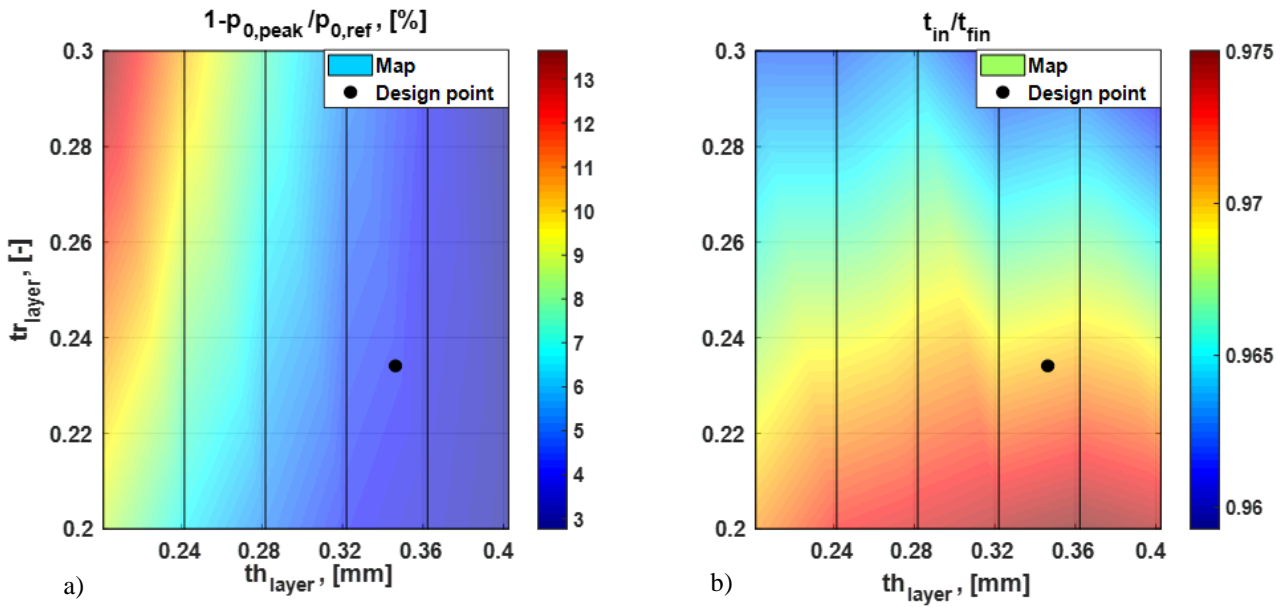 1-p0,peak/p0,ref, [%]
Map
Design point
0.3
0.28
0.26
0.24
0.22
0.2
trlayer, [-]
0.24 0.28 0.32 0.36 0.4
thlayer, [mm]
13
12
11
10
9
8
7
6
5
4
3
a)
tin/tfin
Map
Design point
0.3
0.28
0.26
0.24
0.22
0.2
0.24 0.28 0.32 0.36 0.4
thlayer, [mm]
0.975
0.97
0.965
0.96
b)